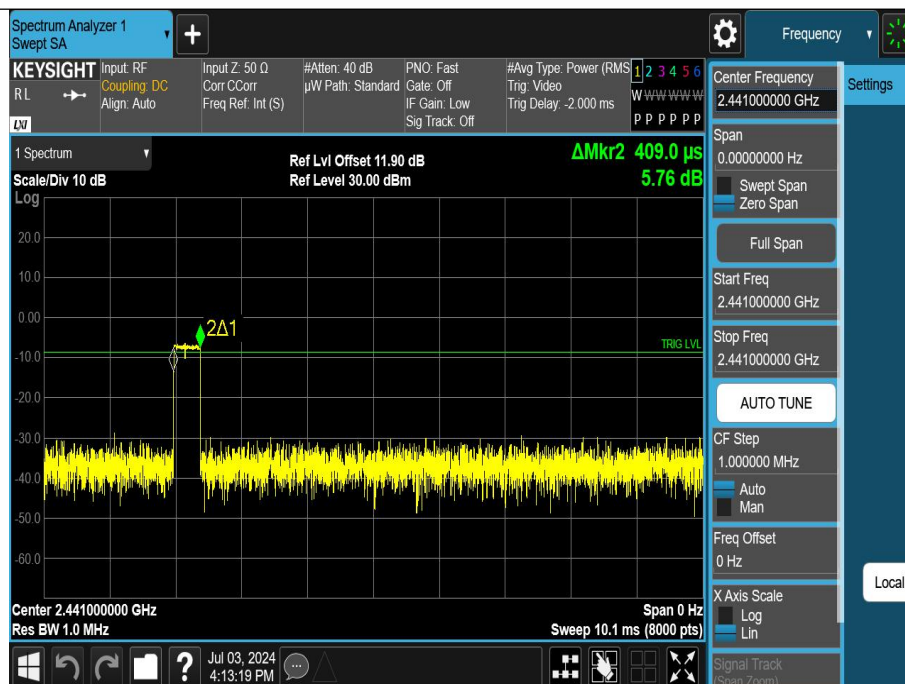 Spectrum Analyzer 1
Swept SA
+
Frequency
KEYSIGHT
RL
LXI
Input: RF
Coupling: DC
Align: Auto
Input Z: 50 Ω
Corr CCorr
Freq Ref: Int (S)
#Atten: 40 dB
µW Path: Standard
PNO: Fast
Gate: Off
IF Gain: Low
Sig Track: Off
#Avg Type: Power (RMS
Trig: Video
Trig Delay: -2.000 ms
1 2 3 4 5 6
W W W W W W
P P P P P P
1 Spectrum
Scale/Div 10 dB
Log
Ref Lvl Offset 11.90 dB
Ref Level 30.00 dBm
ΔMkr2 409.0 µs
5.76 dB
20.0
10.0
0.00
-10.0
-20.0
-30.0
-40.0
-50.0
-60.0
2Δ1
TRIG LVL
Center 2.441000000 GHz
Res BW 1.0 MHz
Span 0 Hz
Sweep 10.1 ms (8000 pts)
?
Jul 03, 2024
4:13:19 PM
Center Frequency
2.441000000 GHz
Span
0.00000000 Hz
Swept Span
Zero Span
Full Span
Start Freq
2.441000000 GHz
Stop Freq
2.441000000 GHz
AUTO TUNE
CF Step
1.000000 MHz
Auto
Man
Freq Offset
0 Hz
X Axis Scale
Log
Lin
Signal Track
(Span Zoom)
Settings
Local